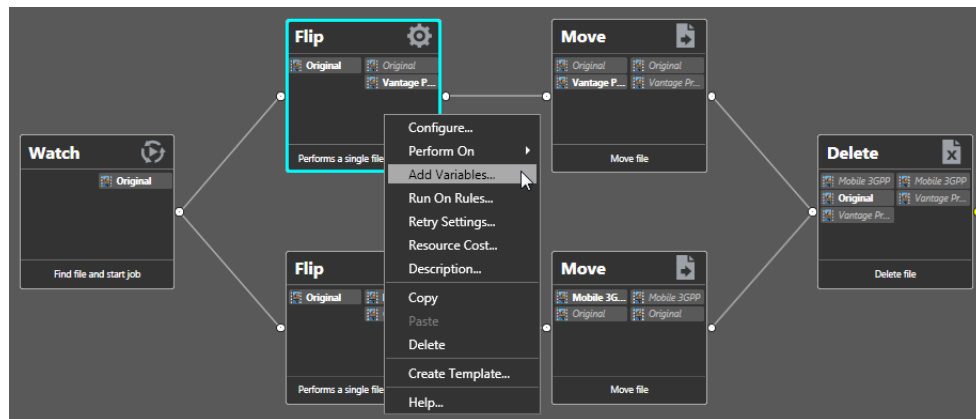 Watch
Original
Find file and start job
Flip
Original
Original
Vantage P...
Performs a single file
Move
Original
Original
Vantage P...
Vantage Pr...
Move file
Configure...
Perform On
Add Variables...
Run On Rules...
Retry Settings...
Resource Cost...
Description...
Copy
Paste
Delete
Create Template...
Help...
Flip
Original
Performs a single file
Move
Mobile 3G...
Mobile 3GPP
Original
Original
Move file
Delete
Mobile 3GPP
Mobile 3GPP
Original
Vantage Pr...
Vantage Pr...
Delete file